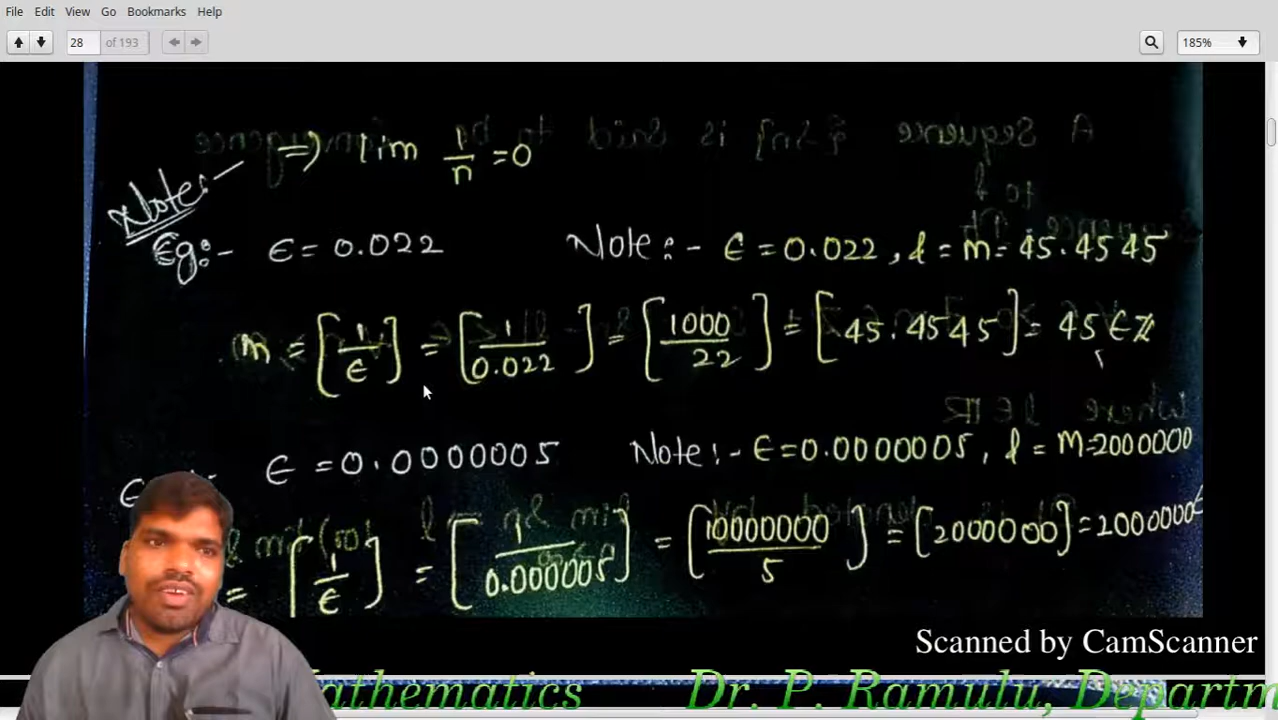 File Edit View Go Bookmarks Help
28 of 193 185%
⇒ lim 1/n = 0
Note:-
Eg:- ϵ = 0.022 Note:- ϵ = 0.022, l = m = 45.4545
m = [1/ϵ] = [1/0.022] = [1000/22] = [45.4545] = 45 ∈ Z
ϵ = 0.0000005 Note:- ϵ = 0.0000005, l = m = 2000000
= [1/ϵ] = [1/0.0000005] = [10000000/5] = [2000000] = 2000000 ∈
Scanned by CamScanner
athematics Dr. P. Ramulu, Departm